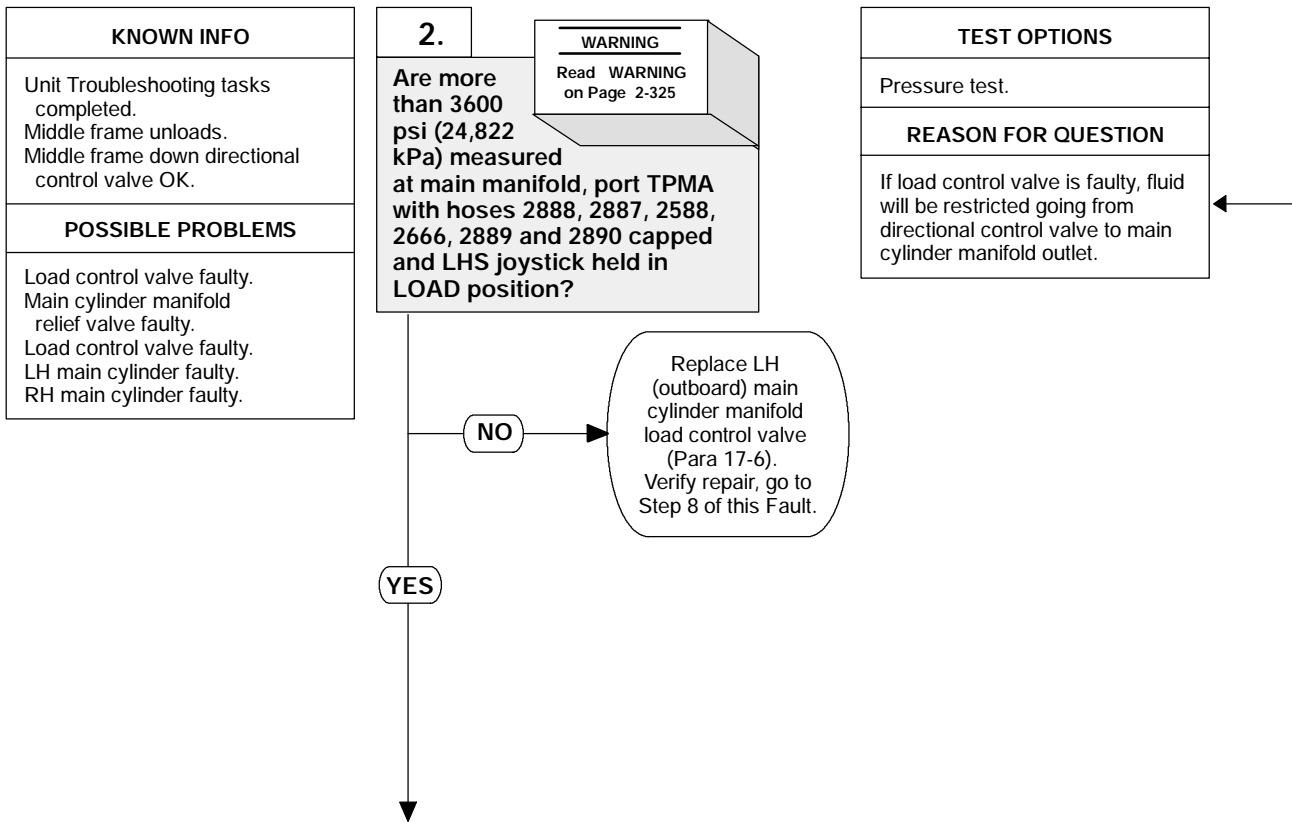 KNOWN INFO
Unit Troubleshooting tasks
completed.
Middle frame unloads.
Middle frame down directional
control valve OK.
POSSIBLE PROBLEMS
Load control valve faulty.
Main cylinder manifold
relief valve faulty.
Load control valve faulty.
LH main cylinder faulty.
RH main cylinder faulty.
2.
WARNING
Read WARNING
on Page 2-325
Are more
than 3600
psi (24,822
kPa) measured
at main manifold, port TPMA
with hoses 2888, 2887, 2588,
2666, 2889 and 2890 capped
and LHS joystick held in
LOAD position?
NO
Replace LH
(outboard) main
cylinder manifold
load control valve
(Para 17-6).
Verify repair, go to
Step 8 of this Fault.
YES
TEST OPTIONS
Pressure test.
REASON FOR QUESTION
If load control valve is faulty, fluid
will be restricted going from
directional control valve to main
cylinder manifold outlet.